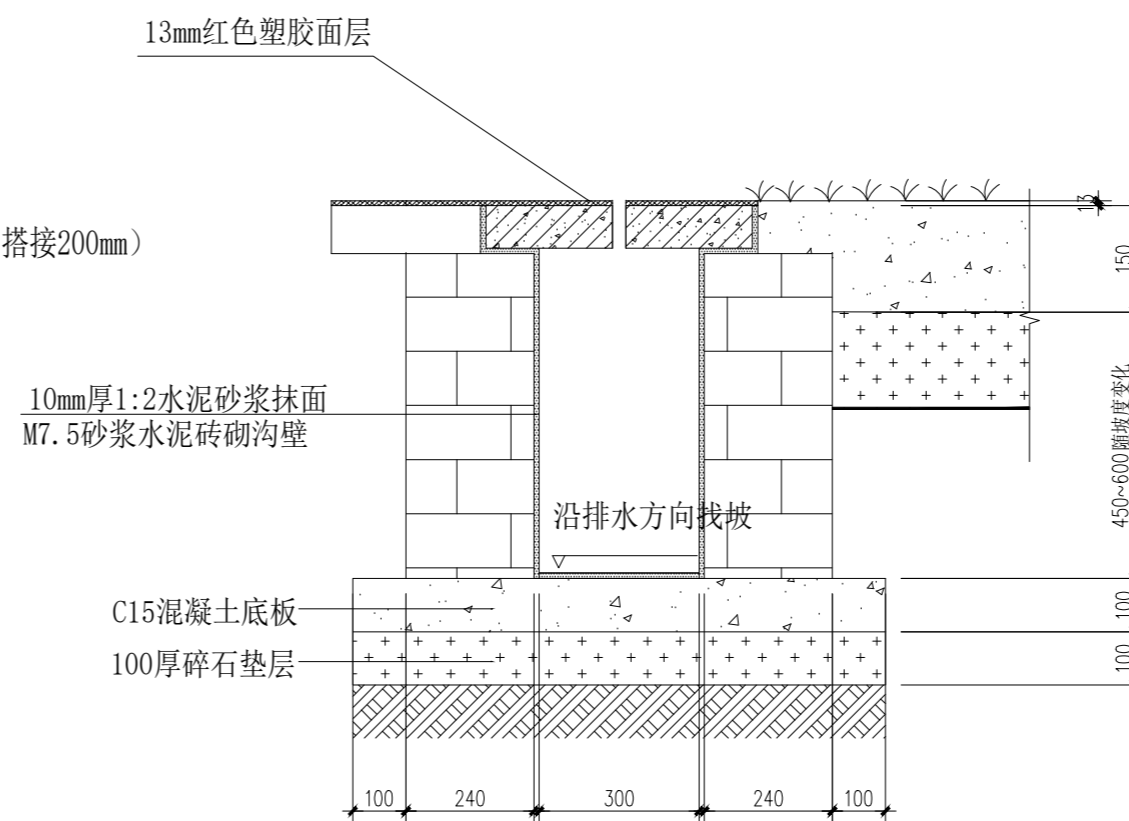 13mm红色塑胶面层
搭接200mm）
13
150
10mm厚1:2水泥砂浆抹面
M7.5砂浆水泥砖砌沟壁
450~600随坡度变化
沿排水方向找坡
C15混凝土底板
100
100厚碎石垫层
100
100
240
300
240
100